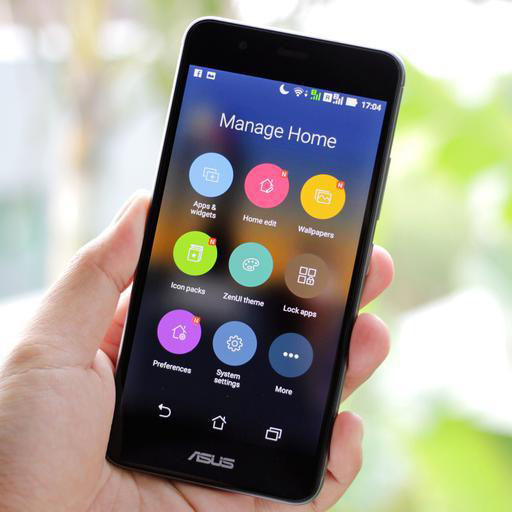 17:04
Manage Home
Apps &
widgets
Home edit
N
Wallpapers
N
Icon packs
N
ZenUI theme
Lock apps
Preferences
N
System
settings
More
ASUS